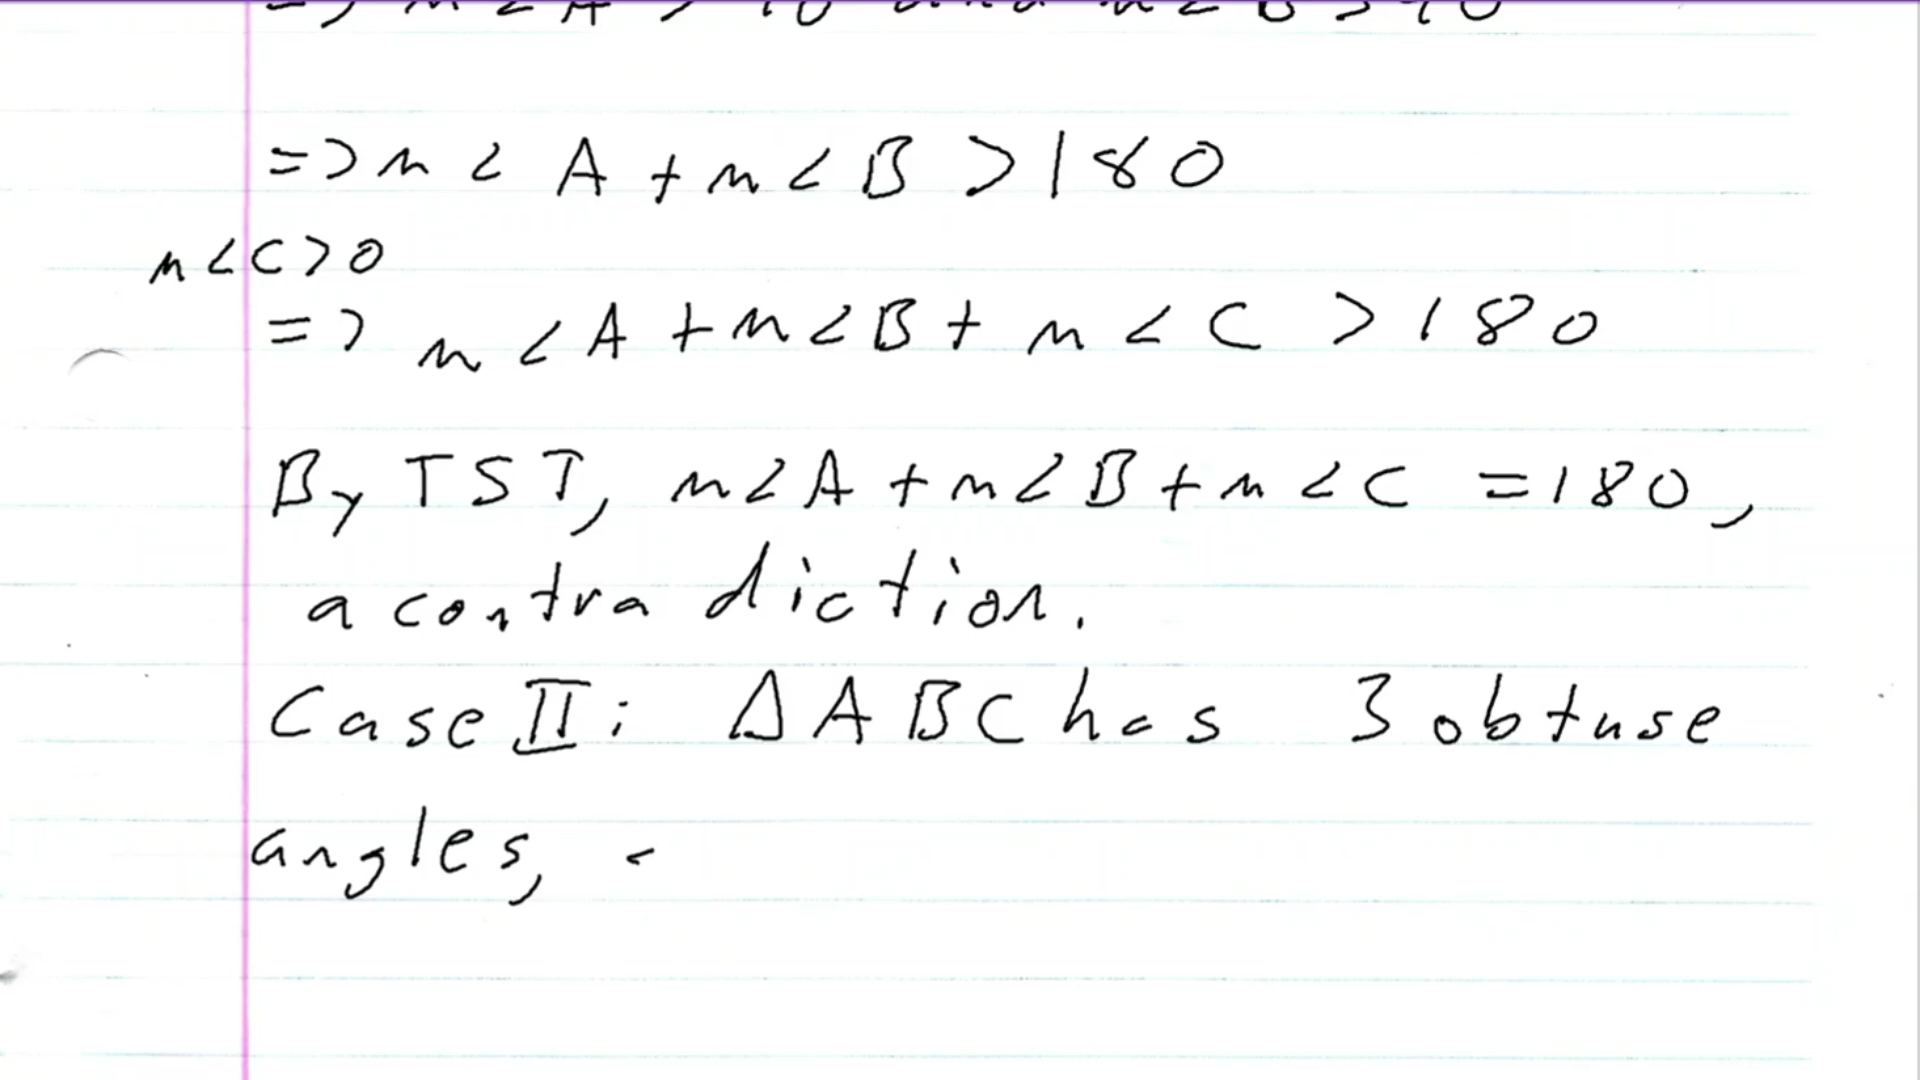 => m∠A + m∠B > 180
m∠C > 0
=> m∠A + m∠B + m∠C > 180
By TST, m∠A + m∠B + m∠C = 180,
a contradiction.
Case II: △ABC has 3 obtuse
angles,